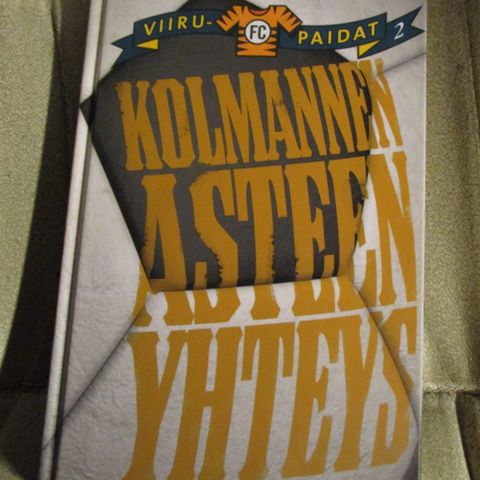 VIIRU- FC PAIDAT 2
KOLMANNEN
ASTEEN
YHTEYS